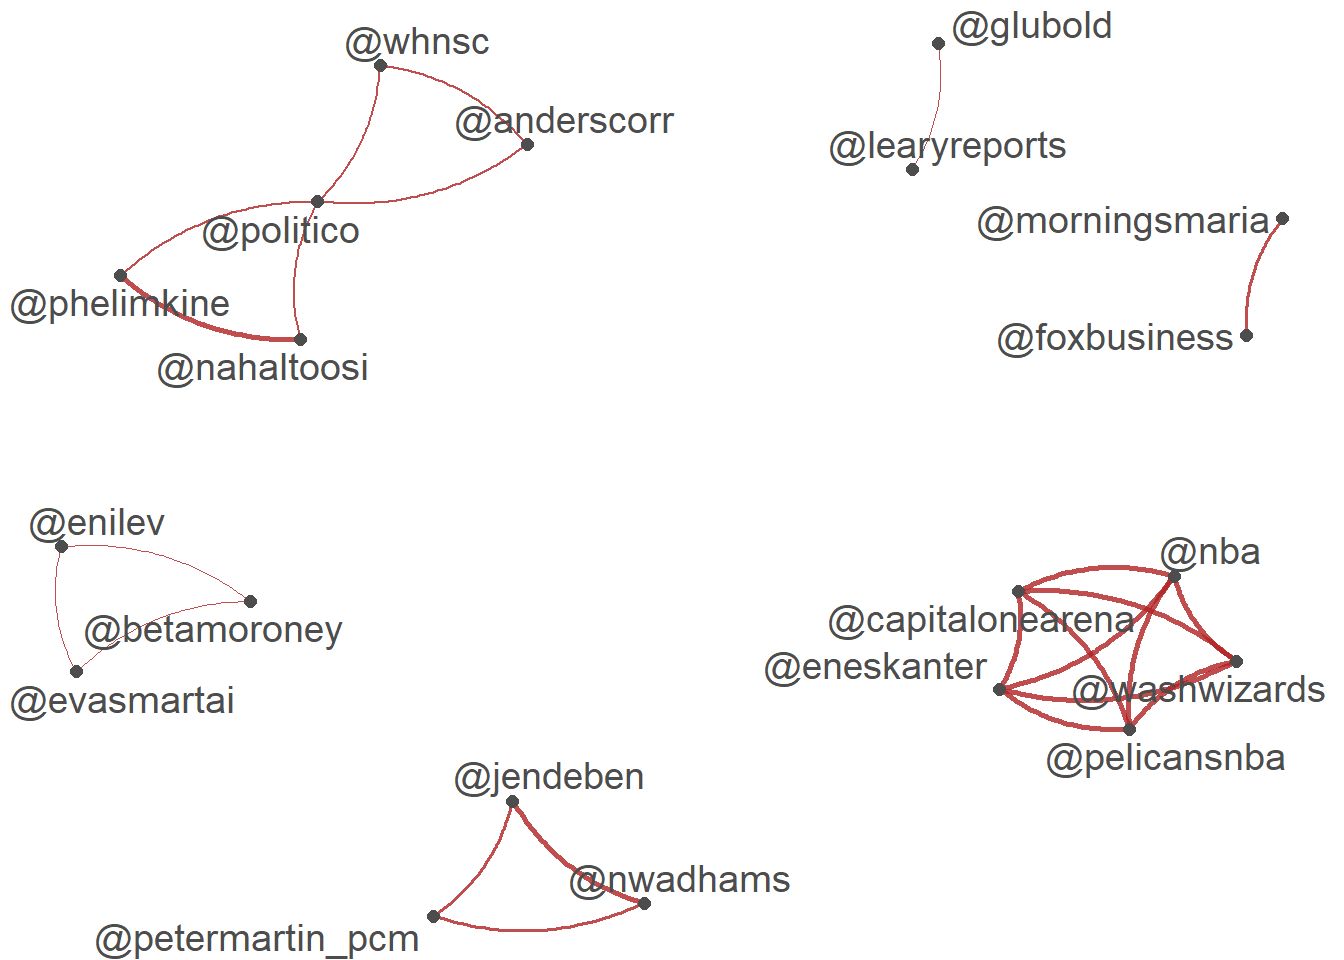 @whnsc
@anderscorr
@politico
@phelimkine
@nahaltoosi
@glubold
@learyreports
@morningsmaria
@foxbusiness
@enilev
@betamoroney
@evasmartai
@nba
@capitalonearena
@eneskanter
@washwizards
@pelicansnba
@jendeben
@nwadhams
@petermartin_pcm